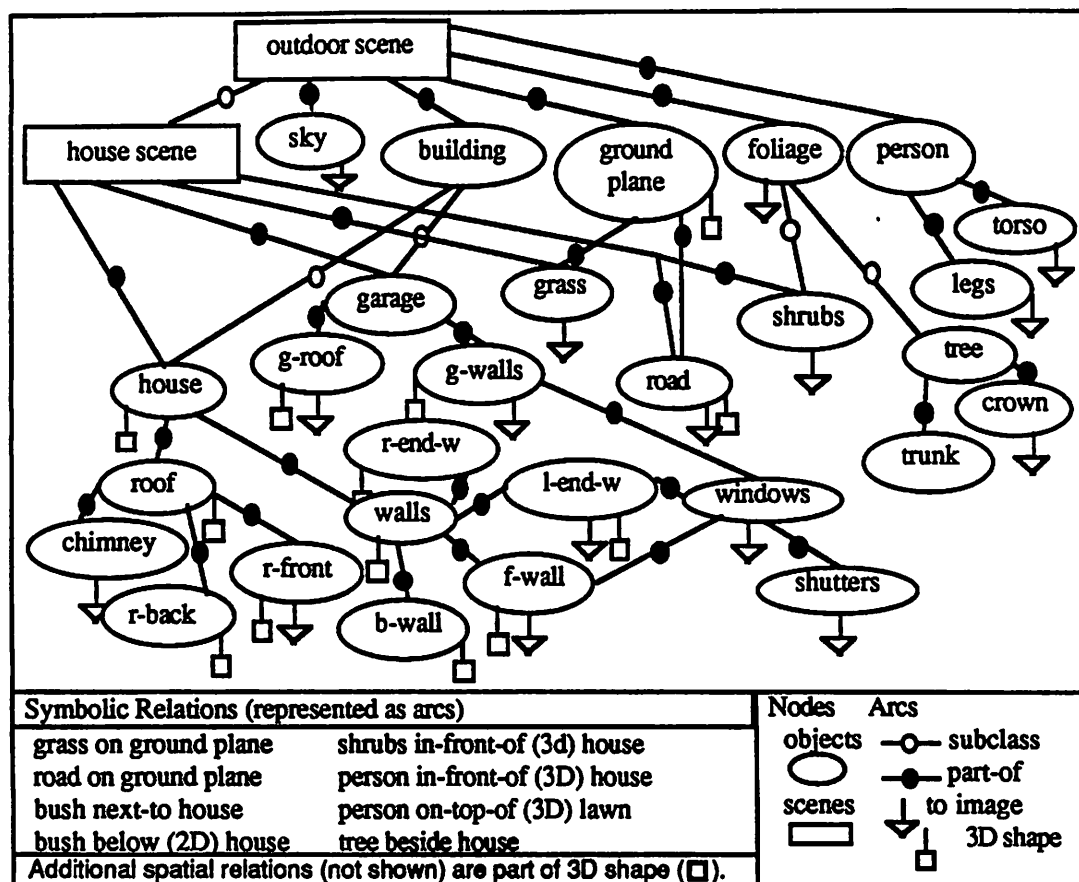 outdoor scene
house scene
sky
building
ground
plane
foliage
person
torso
legs
garage
grass
shrubs
tree
g-roof
g-walls
road
house
crown
trunk
r-end-w
roof
l-end-w
windows
walls
chimney
r-front
f-wall
shutters
r-back
b-wall
Symbolic Relations (represented as arcs)
grass on ground plane
road on ground plane
bush next-to house
bush below (2D) house
shrubs in-front-of (3d) house
person in-front-of (3D) house
person on-top-of (3D) lawn
tree beside house
Additional spatial relations (not shown) are part of 3D shape (□).
Nodes Arcs
objects subclass
part-of
scenes to image
3D shape